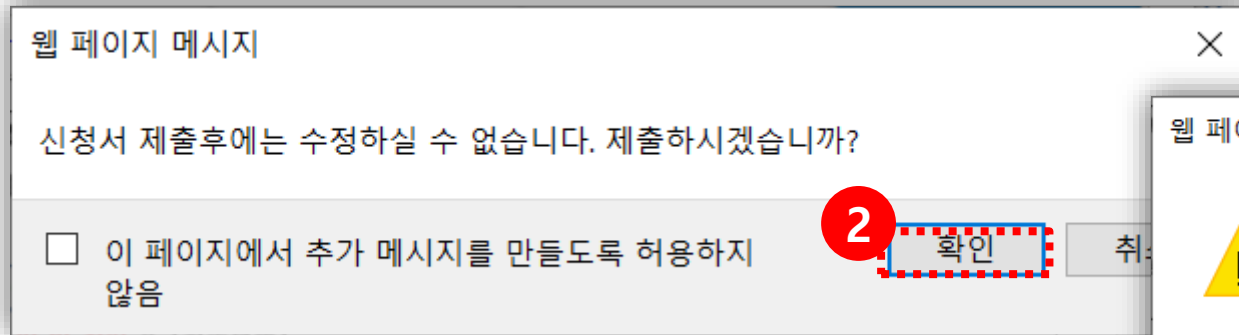 웹 페이지 메시지
신청서 제출후에는 수정하실 수 없습니다. 제출하시겠습니까?
웹
이 페이지에서 추가 메시지를 만들도록 허용하지
않음
2
확인